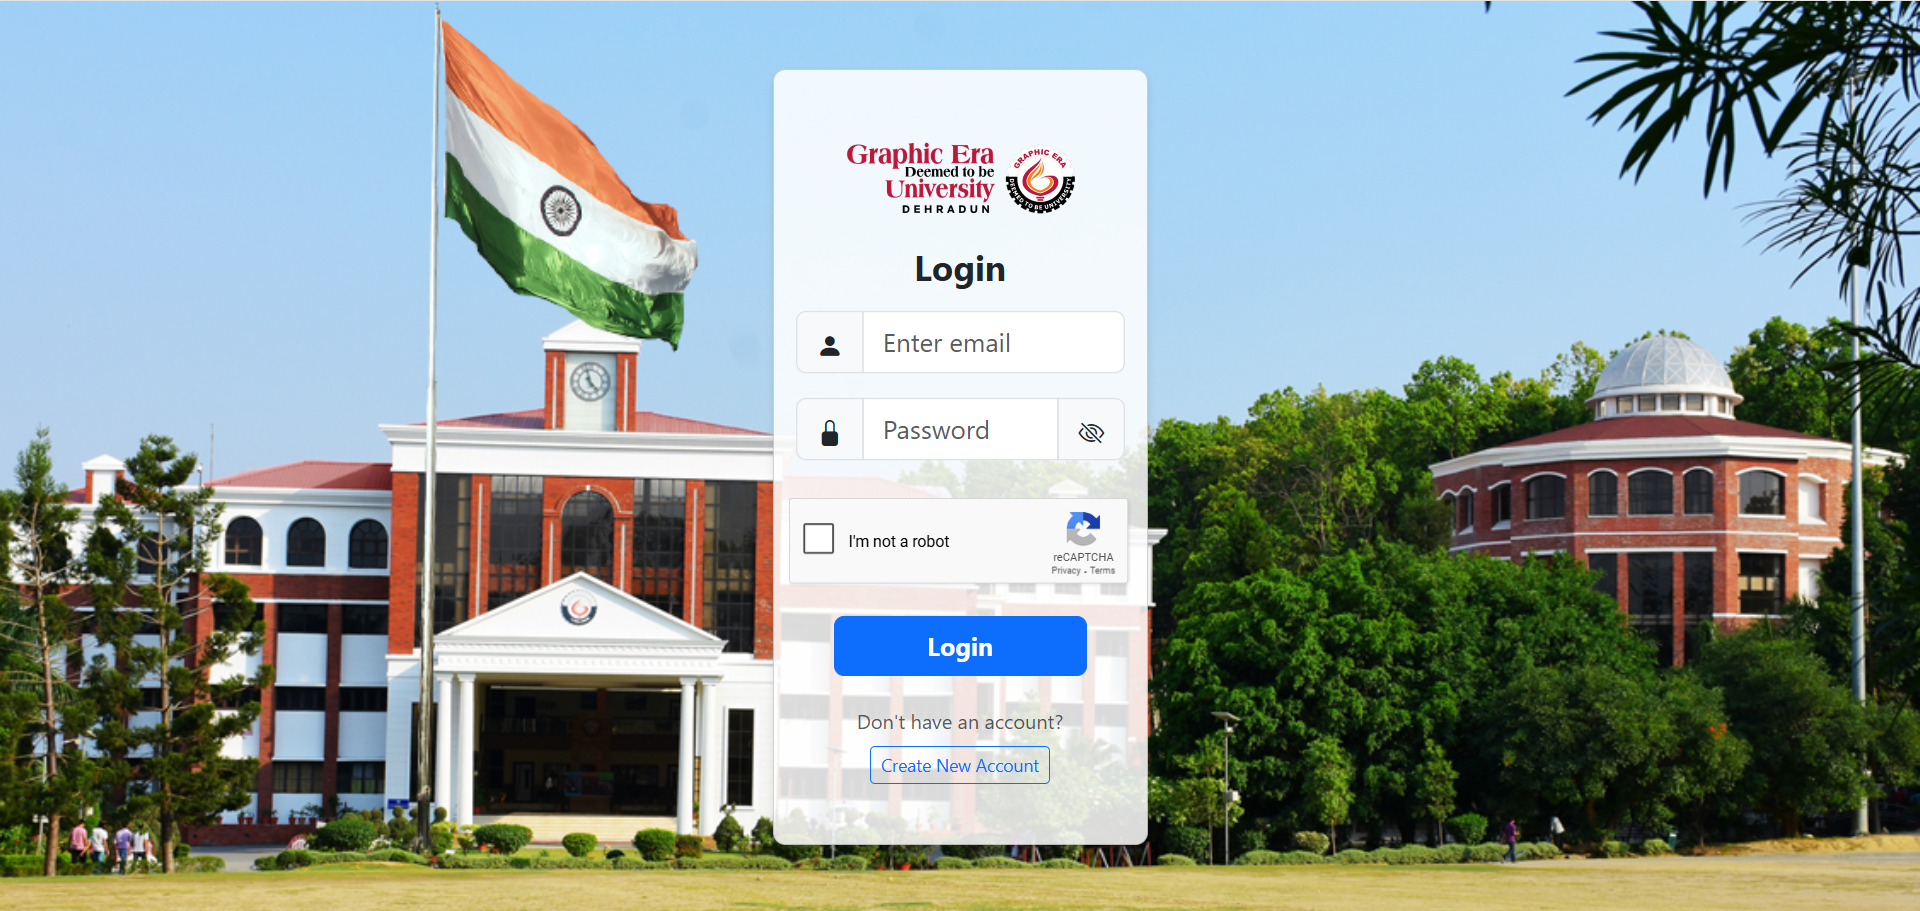 Graphic Era
Deemed to be
University
DEHRADUN
GRAPHIC ERA
DEEMED TO BE UNIVERSITY
Login
Enter email
Password
I'm not a robot
reCAPTCHA
Privacy - Terms
Login
Don't have an account?
Create New Account